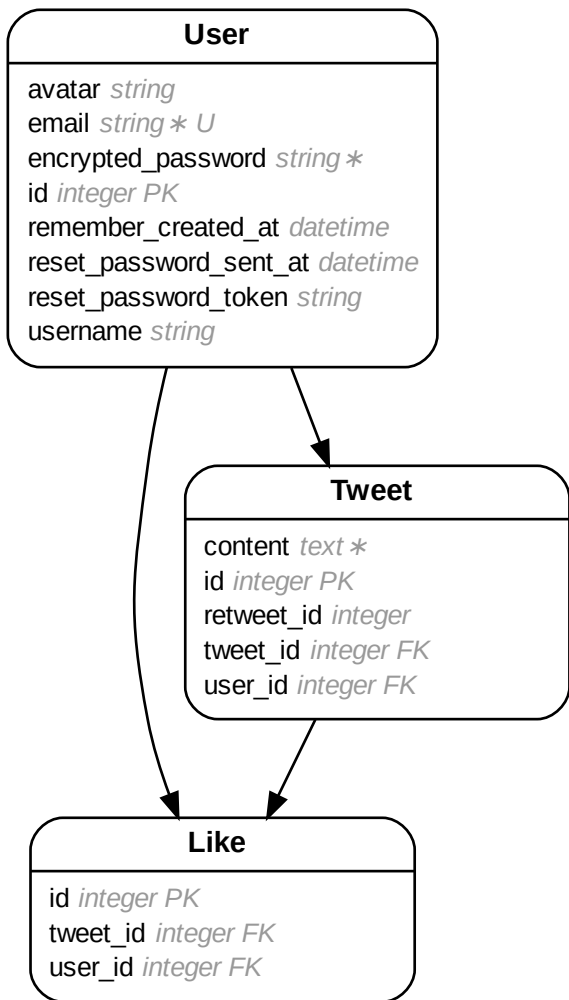 User
avatar string
email string ∗ U
encrypted_password string ∗
id integer PK
remember_created_at datetime
reset_password_sent_at datetime
reset_password_token string
username string
Tweet
content text ∗
id integer PK
retweet_id integer
tweet_id integer FK
user_id integer FK
Like
id integer PK
tweet_id integer FK
user_id integer FK